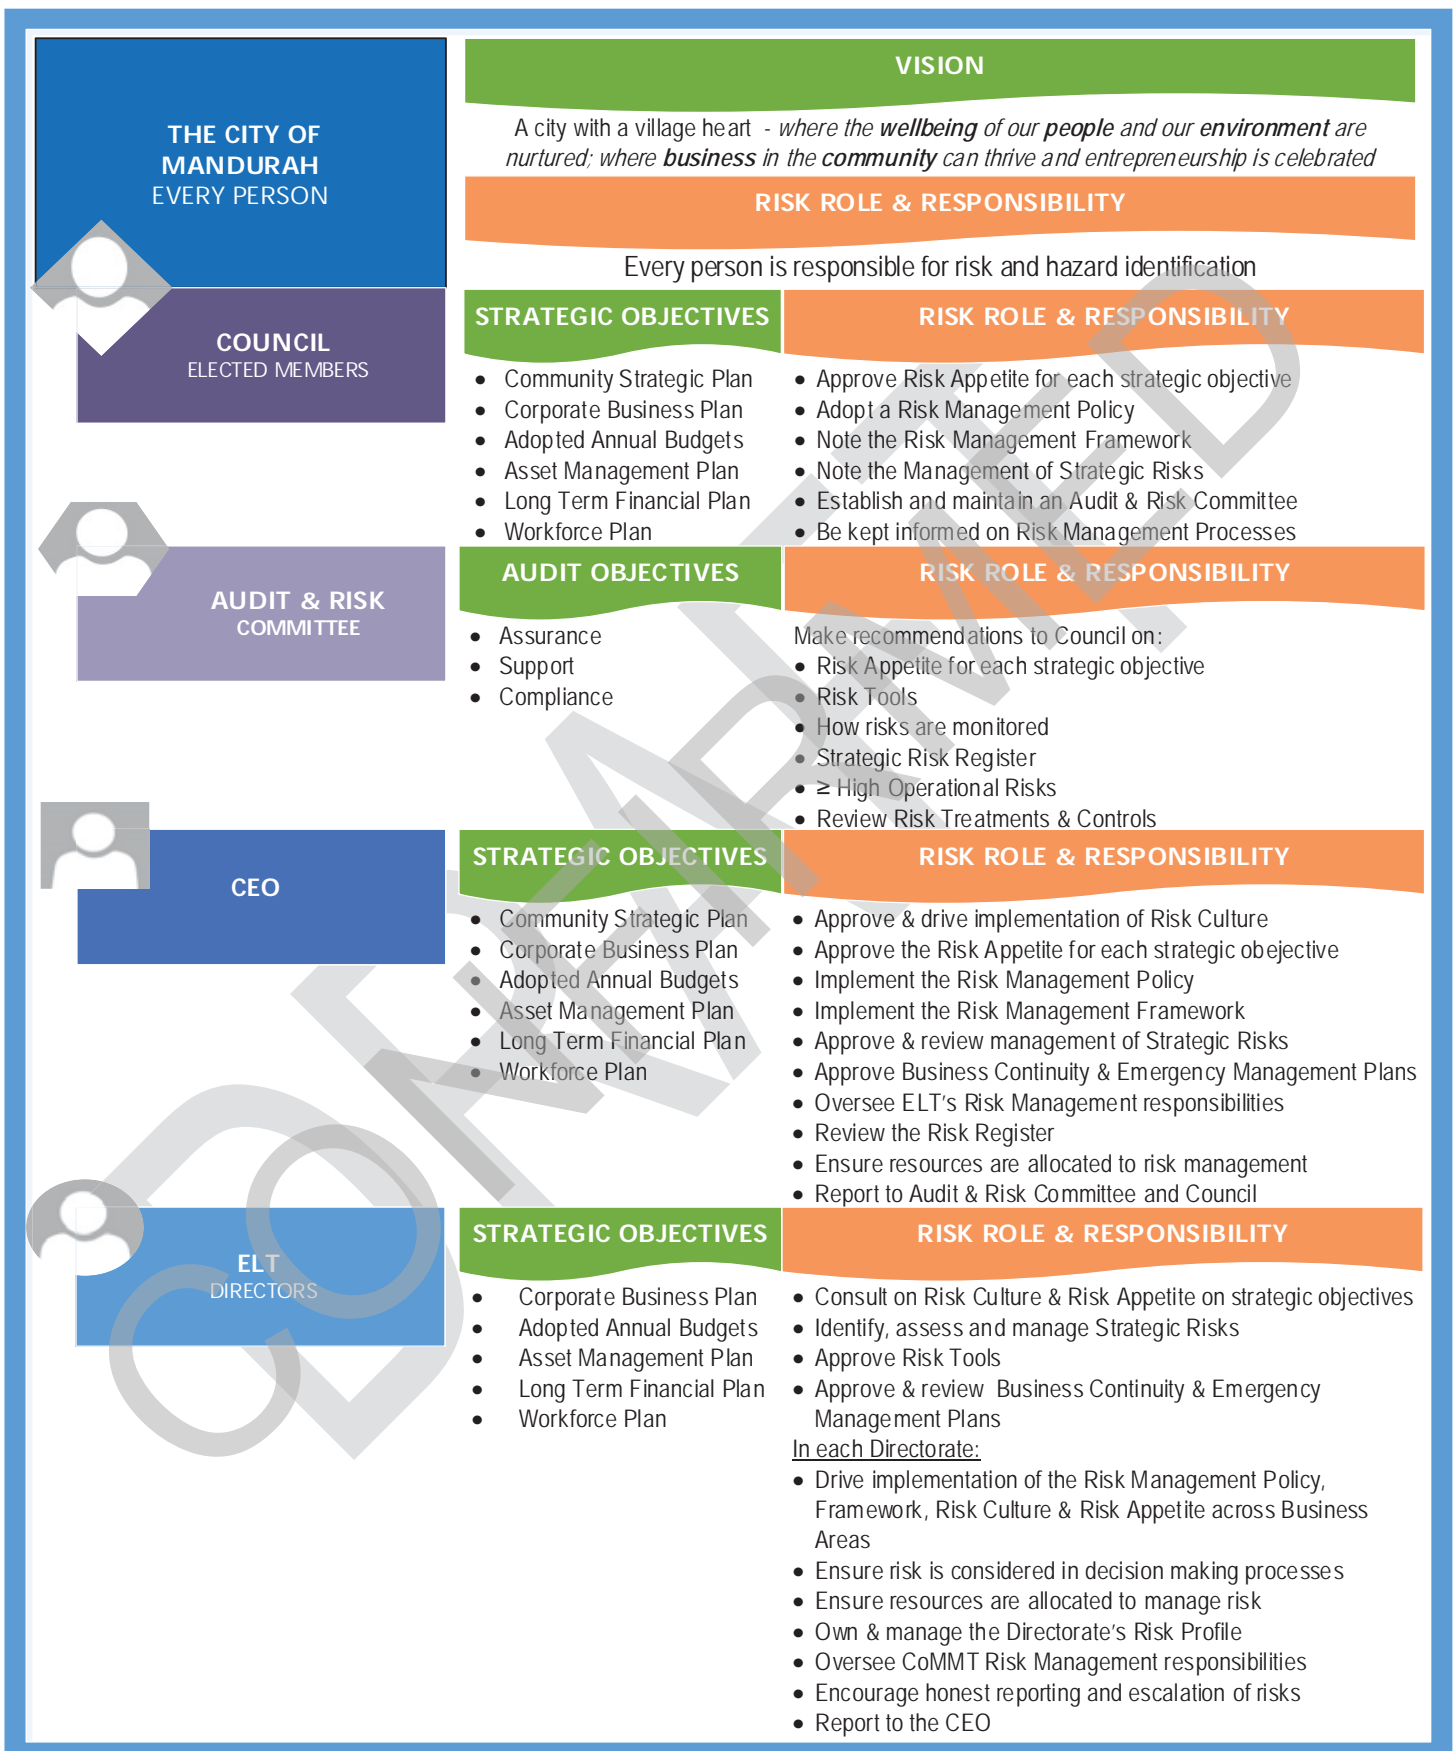 THE CITY OF
MANDURAH
EVERY PERSON
VISION
A city with a village heart - where the wellbeing of our people and our environment are
nurtured; where business in the community can thrive and entrepreneurship is celebrated
RISK ROLE & RESPONSIBILITY
Every person is responsible for risk and hazard identification
COUNCIL
ELECTED MEMBERS
STRATEGIC OBJECTIVES
• Community Strategic Plan
• Corporate Business Plan
• Adopted Annual Budgets
• Asset Management Plan
• Long Term Financial Plan
• Workforce Plan
RISK ROLE & RESPONSIBILITY
• Approve Risk Appetite for each strategic objective
• Adopt a Risk Management Policy
• Note the Risk Management Framework
• Note the Management of Strategic Risks
• Establish and maintain an Audit & Risk Committee
• Be kept informed on Risk Management Processes
AUDIT & RISK
COMMITTEE
AUDIT OBJECTIVES
• Assurance
• Support
• Compliance
RISK ROLE & RESPONSIBILITY
Make recommendations to Council on:
• Risk Appetite for each strategic objective
• Risk Tools
• How risks are monitored
• Strategic Risk Register
• ≥ High Operational Risks
• Review Risk Treatments & Controls
CEO
STRATEGIC OBJECTIVES
• Community Strategic Plan
• Corporate Business Plan
• Adopted Annual Budgets
• Asset Management Plan
• Long Term Financial Plan
• Workforce Plan
RISK ROLE & RESPONSIBILITY
• Approve & drive implementation of Risk Culture
• Approve the Risk Appetite for each strategic obejective
• Implement the Risk Management Policy
• Implement the Risk Management Framework
• Approve & review management of Strategic Risks
• Approve Business Continuity & Emergency Management Plans
• Oversee ELT's Risk Management responsibilities
• Review the Risk Register
• Ensure resources are allocated to risk management
• Report to Audit & Risk Committee and Council
ELT
DIRECTORS
STRATEGIC OBJECTIVES
• Corporate Business Plan
• Adopted Annual Budgets
• Asset Management Plan
• Long Term Financial Plan
• Workforce Plan
RISK ROLE & RESPONSIBILITY
• Consult on Risk Culture & Risk Appetite on strategic objectives
• Identify, assess and manage Strategic Risks
• Approve Risk Tools
• Approve & review Business Continuity & Emergency
Management Plans
In each Directorate:
• Drive implementation of the Risk Management Policy,
Framework, Risk Culture & Risk Appetite across Business
Areas
• Ensure risk is considered in decision making processes
• Ensure resources are allocated to manage risk
• Own & manage the Directorate's Risk Profile
• Oversee CoMMT Risk Management responsibilities
• Encourage honest reporting and escalation of risks
• Report to the CEO
DRAFT
CONFIRMED